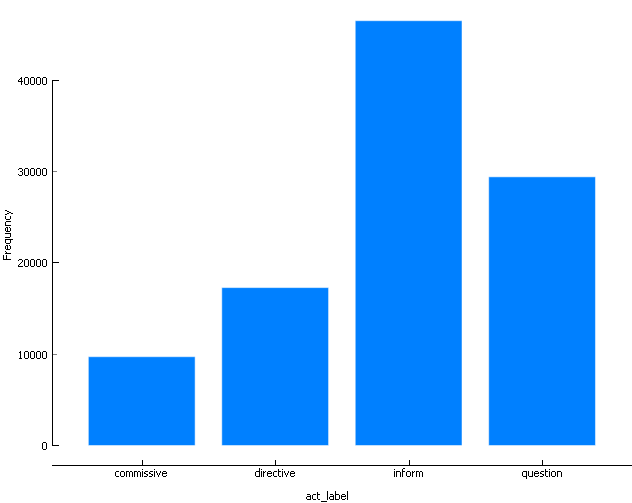 40000
30000
20000
10000
0
Frequency
commissive directive inform question
act_label